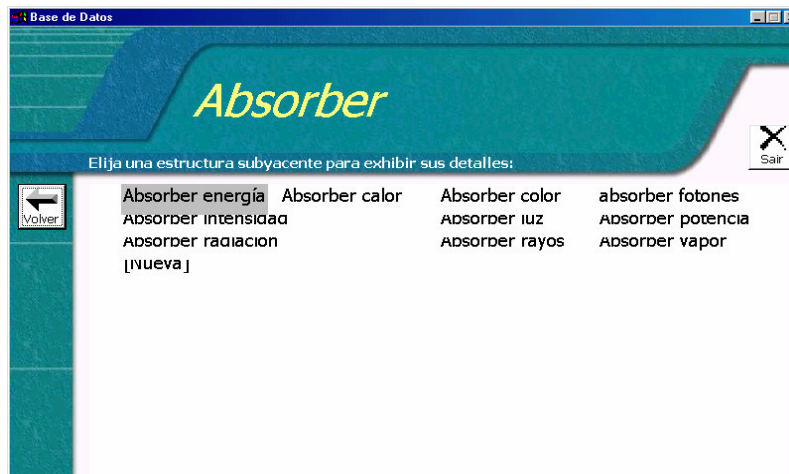 Base de Datos
Absorber
Elija una estructura subyacente para exhibir sus detalles:
Sair
Volver
Absorber energía Absorber calor Absorber color absorber fotones
Absorber intensidad Absorber luz Absorber potencia
Absorber radiación Absorber rayos Absorber vapor
[Nueva]